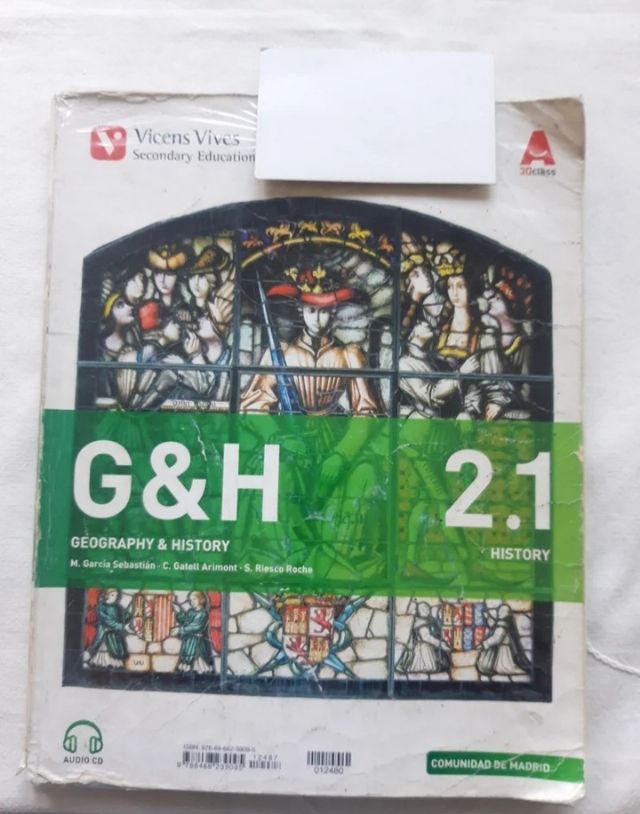 Vicens Vives
Secondary Education
A
3Dclass
G&H
2.1
GEOGRAPHY & HISTORY
HISTORY
M. García Sebastián · C. Gatell Arimont · S. Riesco Roche
AUDIO CD
012480
COMUNIDAD DE MADRID